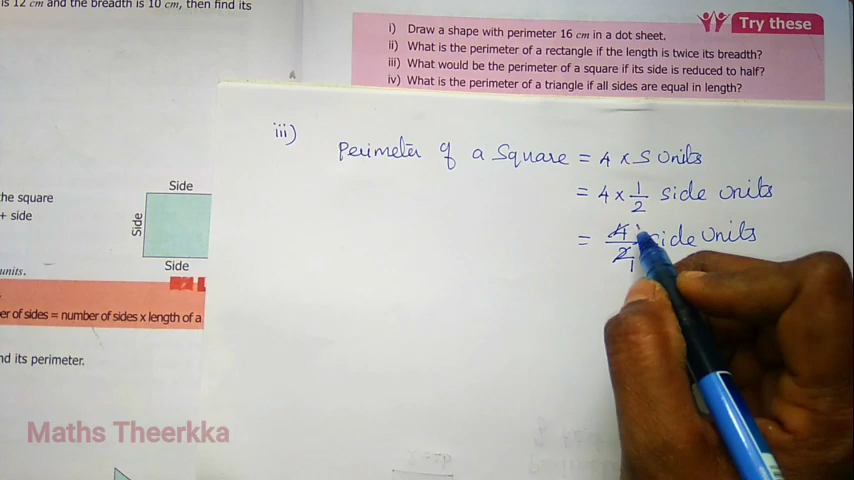 is 12 cm and the breadth is 10 cm, then find its
Try these
i) Draw a shape with perimeter 16 cm in a dot sheet.
ii) What is the perimeter of a rectangle if the length is twice its breadth?
iii) What would be the perimeter of a square if its side is reduced to half?
iv) What is the perimeter of a triangle if all sides are equal in length?
iii) Perimeter of a Square = 4 × S Units
= 4 × 1/2 side units
= 4/2 side Units
1
Side
he square
+ side
Side
Side
units.
er of sides = number of sides x length of a
nd its perimeter.
Maths Theerkka